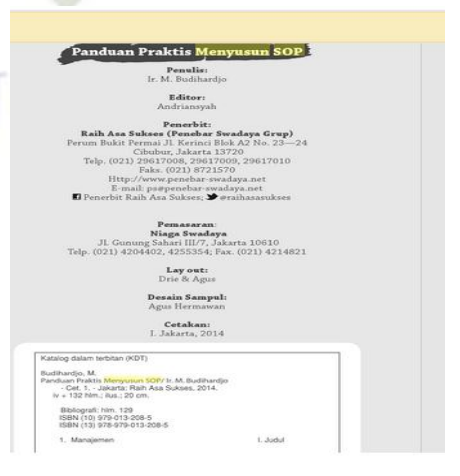 Panduan Praktis Menyusun SOP
Penulis:
Ir. M. Budihardjo
Editor:
Andriansyah
Penerbit:
Raih Asa Sukses (Penebar Swadaya Grup)
Perum Bukit Permai Jl. Kerinci Blok A2 No. 23—24
Cibubur, Jakarta 13720
Telp. (021) 29617008, 29617009, 29617010
Faks. (021) 8721570
Http://www.penebar-swadaya.net
E-mail: ps@penebar-swadaya.net
Penerbit Raih Asa Sukses; @raihasasukses
Pemasaran:
Niaga Swadaya
Jl. Gunung Sahari III/7, Jakarta 10610
Telp. (021) 4204402, 4255354; Fax. (021) 4214821
Lay out:
Drie & Agus
Desain Sampul:
Agus Hermawan
Cetakan:
I. Jakarta, 2014
Katalog dalam terbitan (KDT)
Budihardjo, M.
Panduan Praktis Menyusun SOP/ Ir. M. Budihardjo
- Cet. 1. - Jakarta: Raih Asa Sukses, 2014.
iv + 132 hlm.; ilus.; 20 cm.
Bibliografi: hlm. 129
ISBN (10) 979-013-208-5
ISBN (13) 978-979-013-208-5
1. Manajemen I. Judul